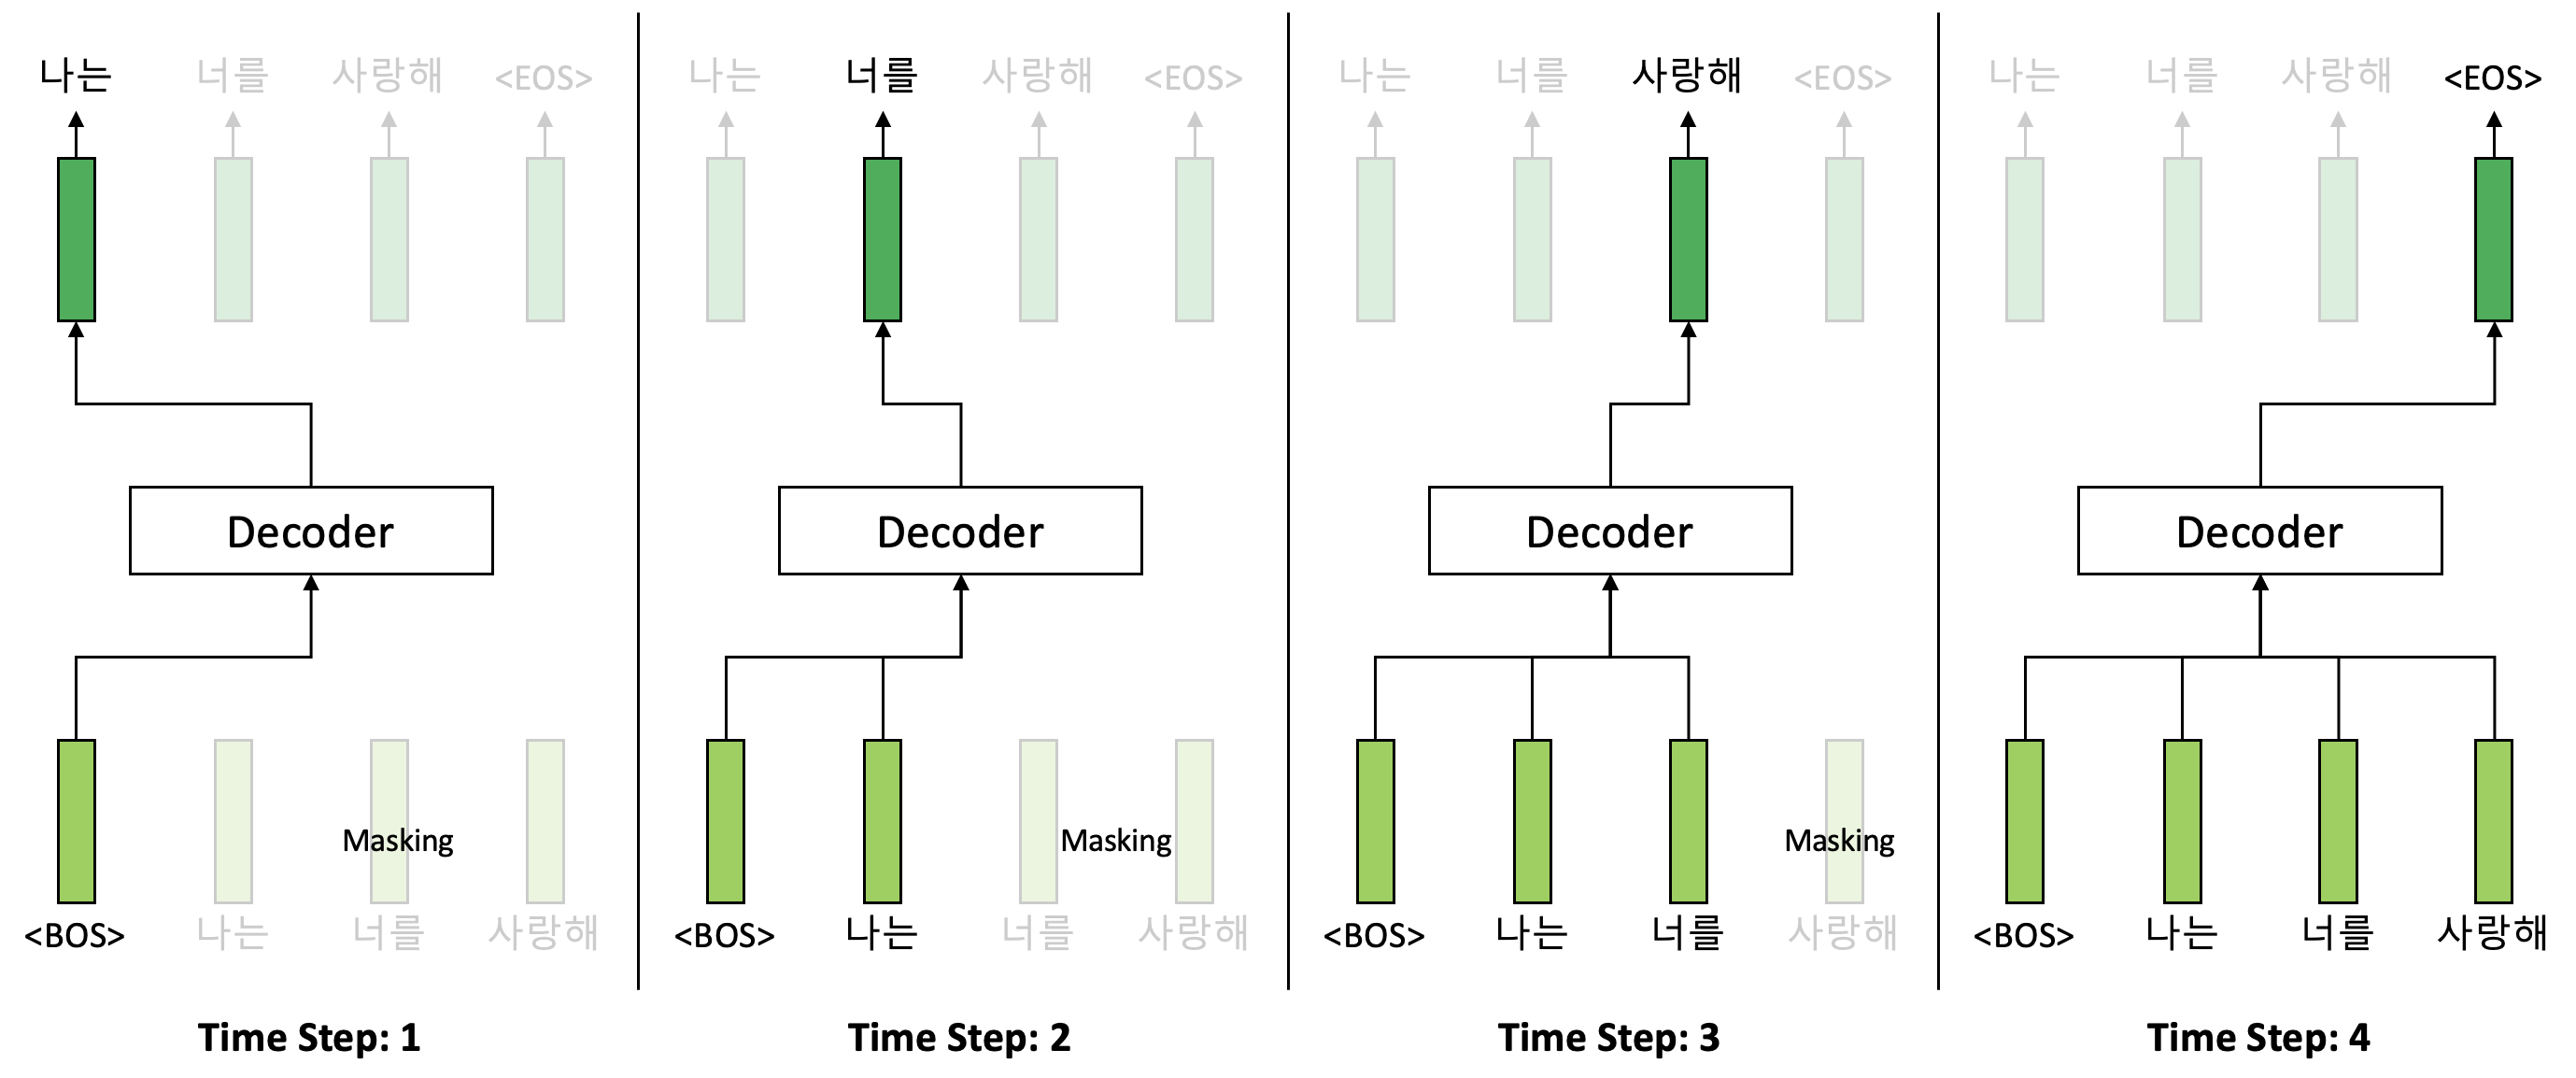 나는 너를 사랑해 <EOS>
Decoder
Masking
<BOS> 나는 너를 사랑해
Time Step: 1
나는 너를 사랑해 <EOS>
Decoder
Masking
<BOS> 나는 너를 사랑해
Time Step: 2
나는 너를 사랑해 <EOS>
Decoder
Masking
<BOS> 나는 너를 사랑해
Time Step: 3
나는 너를 사랑해 <EOS>
Decoder
<BOS> 나는 너를 사랑해
Time Step: 4